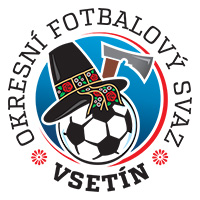 OKRESNÍ FOTBALOVÝ SVAZ
VSETÍN